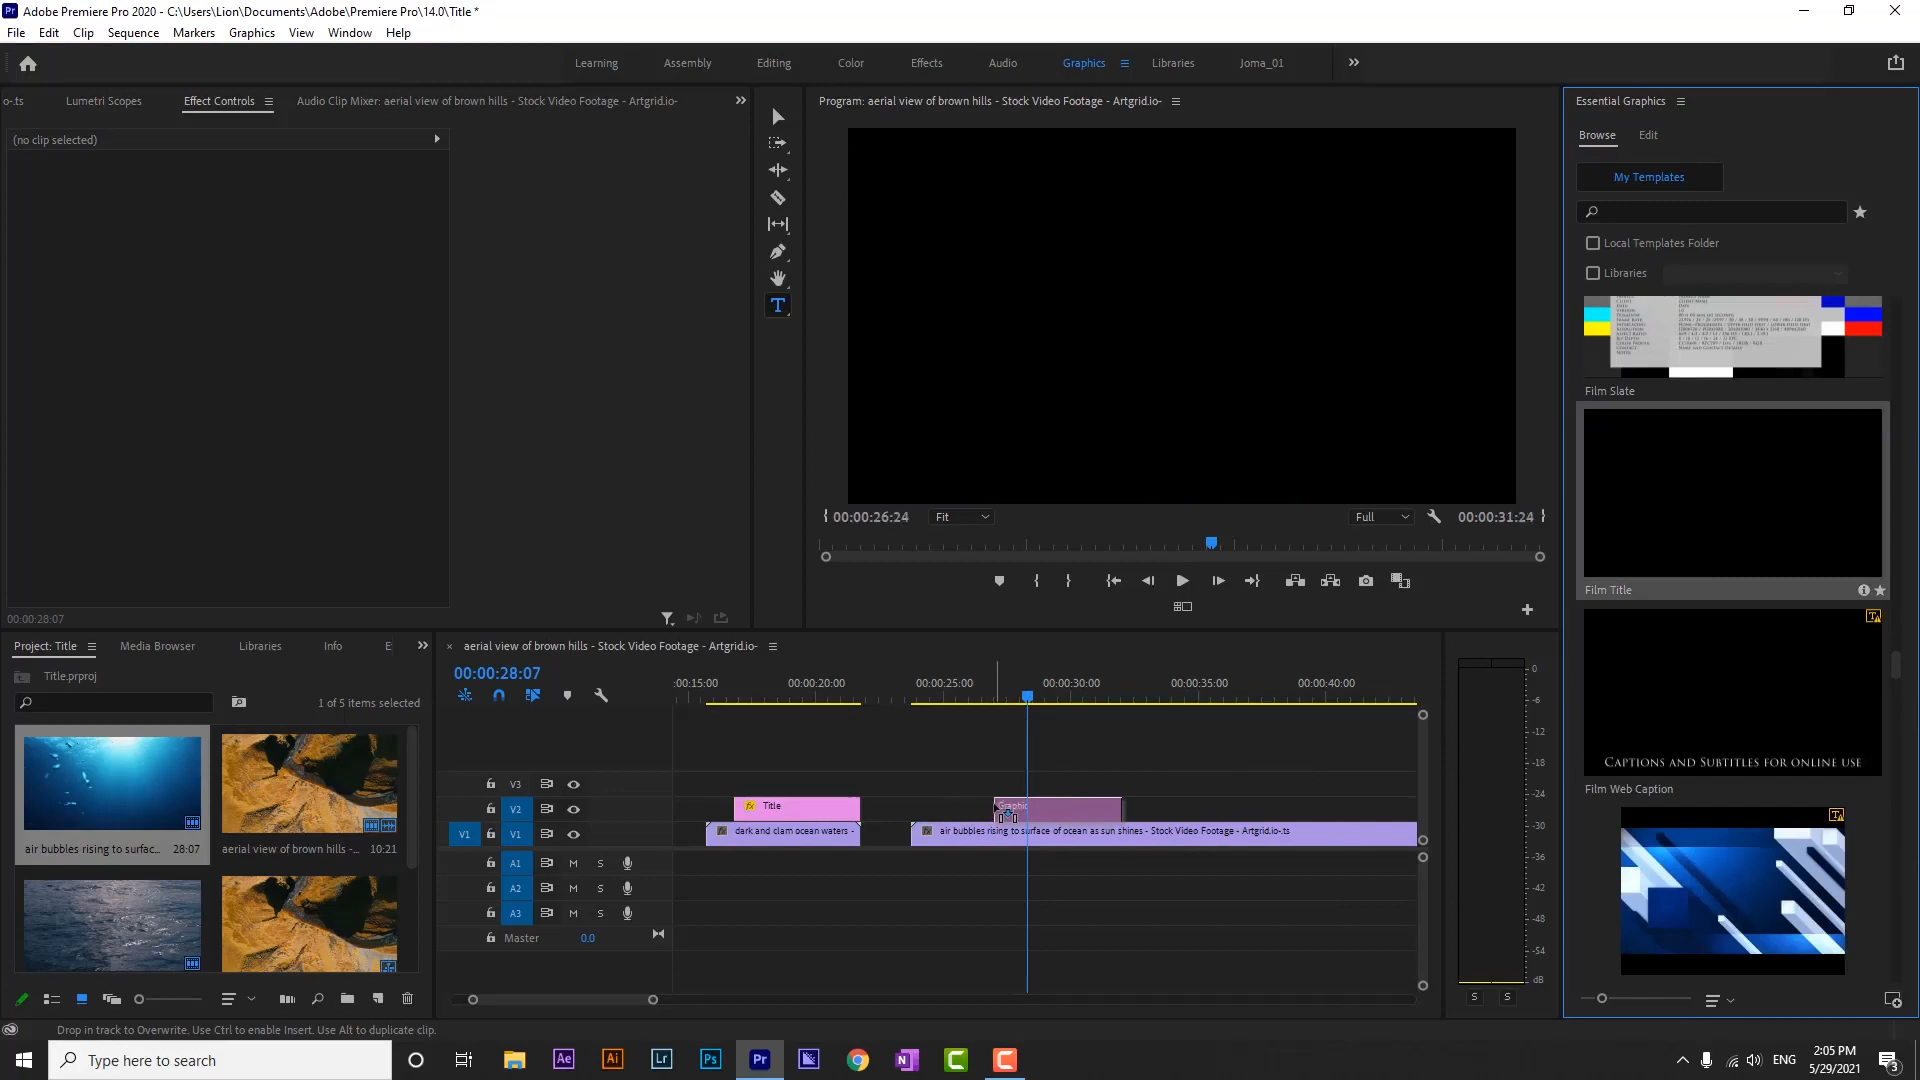 Adobe Premiere Pro 2020 - C:\Users\Lion\Documents\Adobe\Premiere Pro\14.0\Title *
File Edit Clip Sequence Markers Graphics View Window Help
Learning Assembly Editing Color Effects Audio Graphics Libraries Joma_01
o-.ts Lumetri Scopes Effect Controls Audio Clip Mixer: aerial view of brown hills - Stock Video Footage - Artgrid.io-
(no clip selected)
00:00:28:07
Program: aerial view of brown hills - Stock Video Footage - Artgrid.io-
00:00:26:24 Fit Full 00:00:31:24
Essential Graphics
Browse Edit
My Templates
Local Templates Folder
Libraries
Film Slate
Film Title
Captions and Subtitles for online use
Film Web Caption
Project: Title Media Browser Libraries Info E
Title.prproj
1 of 5 items selected
air bubbles rising to surfac... 28:07
aerial view of brown hills -... 10:21
aerial view of brown hills - Stock Video Footage - Artgrid.io-
00:00:28:07
:00:15:00 00:00:20:00 00:00:25:00 00:00:30:00 00:00:35:00 00:00:40:00
V3
V2 Title Graphic
V1 V1 dark and clam ocean waters - air bubbles rising to surface of ocean as sun shines - Stock Video Footage - Artgrid.io-.ts
A1 M S
A2 M S
A3 M S
Master 0.0
0
-6
-12
-18
-24
-30
-36
-42
-48
-54
dB
S S
Drop in track to Overwrite. Use Ctrl to enable Insert. Use Alt to duplicate clip.
Type here to search
Ae Ai Lr Ps Pr
ENG
2:05 PM
5/29/2021
3